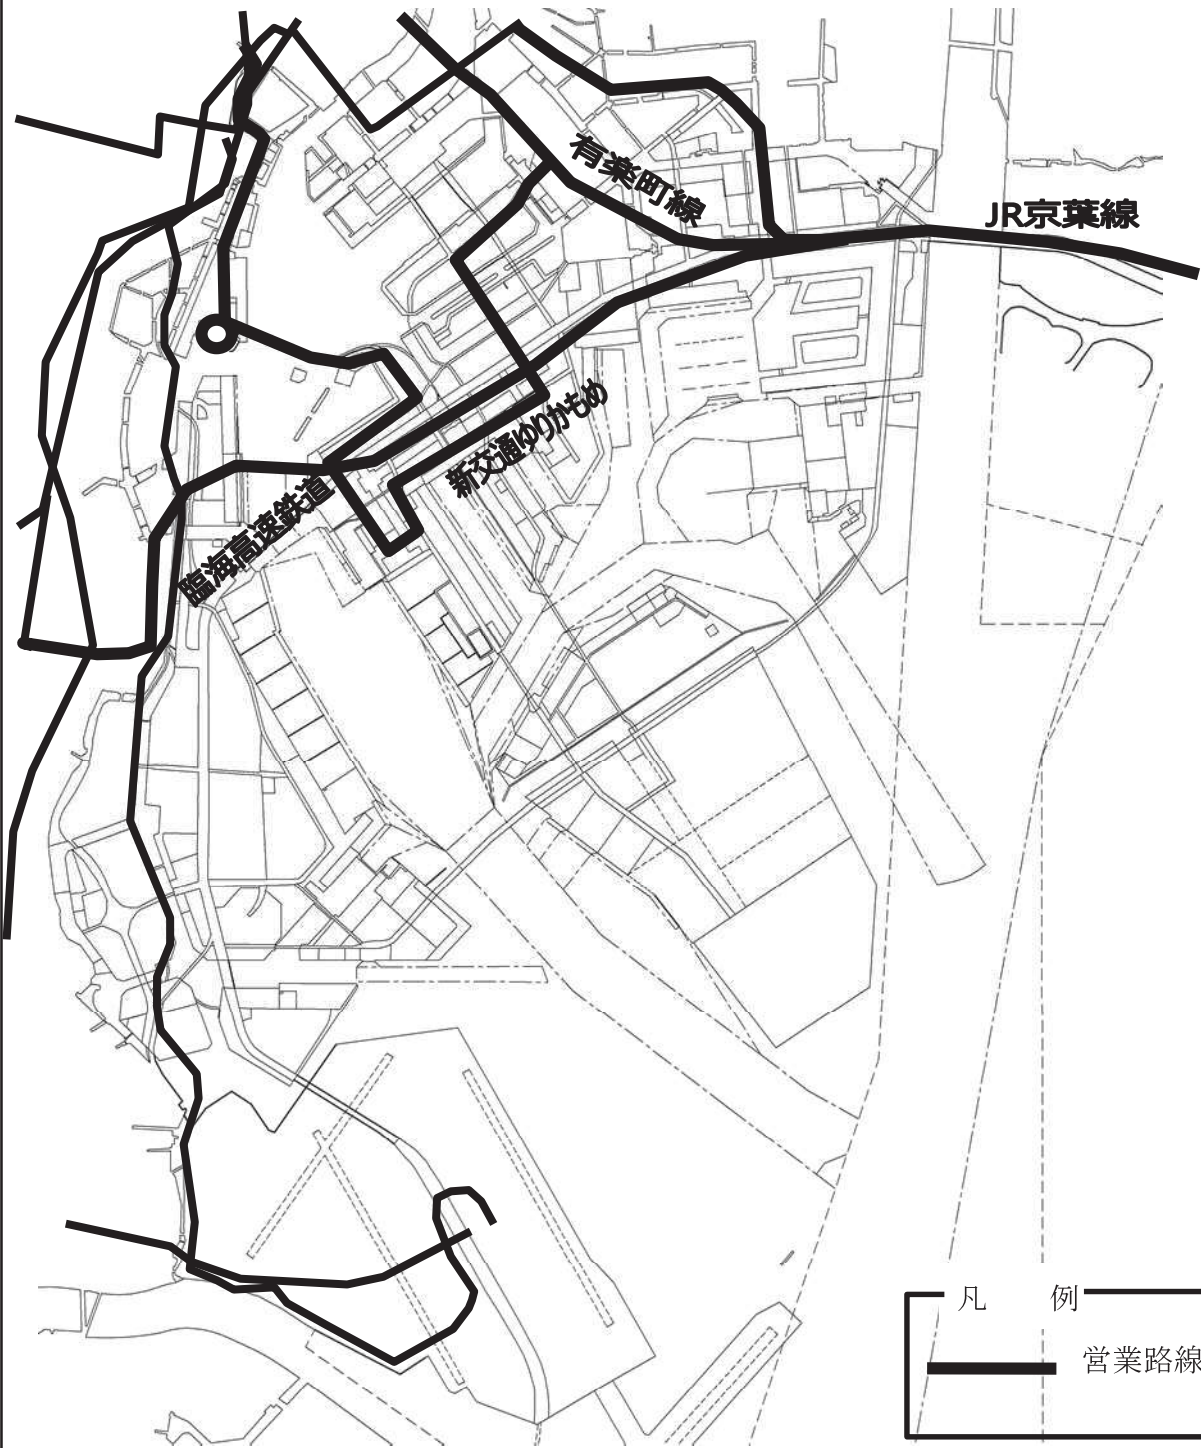 有楽町線
JR京葉線
新交通ゆりかもめ
臨海高速鉄道
凡　例
営業路線